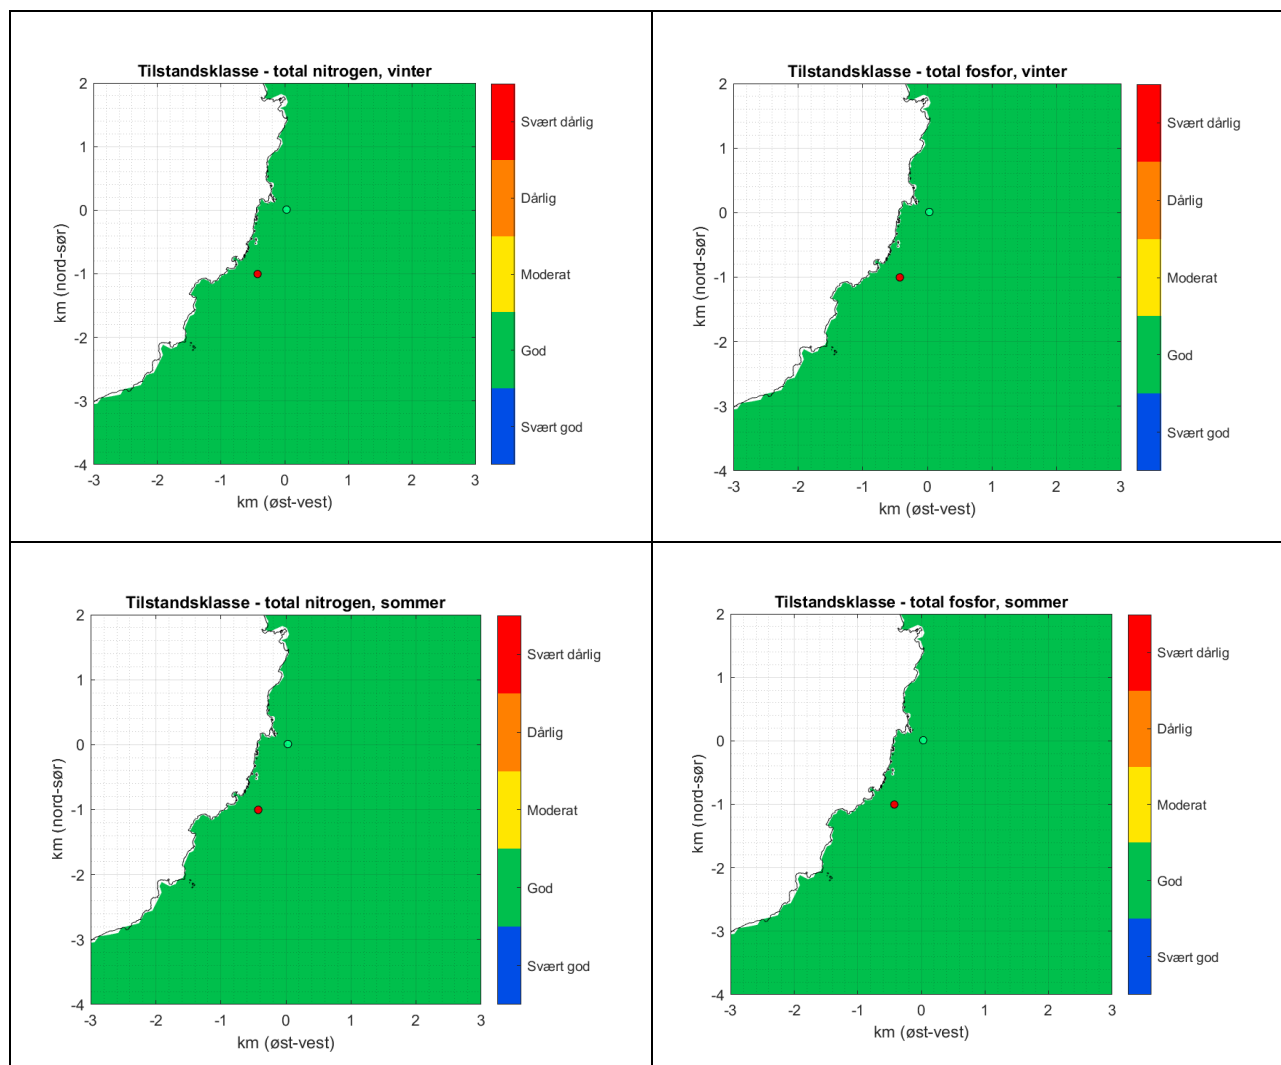 Tilstandsklasse - total nitrogen, vinter
2
1
0
-1
-2
-3
-4
km (nord-sør)
-3 -2 -1 0 1 2 3
km (øst-vest)
Svært dårlig
Dårlig
Moderat
God
Svært god
Tilstandsklasse - total fosfor, vinter
2
1
0
-1
-2
-3
-4
km (nord-sør)
-3 -2 -1 0 1 2 3
km (øst-vest)
Svært dårlig
Dårlig
Moderat
God
Svært god
Tilstandsklasse - total nitrogen, sommer
2
1
0
-1
-2
-3
-4
km (nord-sør)
-3 -2 -1 0 1 2 3
km (øst-vest)
Svært dårlig
Dårlig
Moderat
God
Svært god
Tilstandsklasse - total fosfor, sommer
2
1
0
-1
-2
-3
-4
km (nord-sør)
-3 -2 -1 0 1 2 3
km (øst-vest)
Svært dårlig
Dårlig
Moderat
God
Svært god